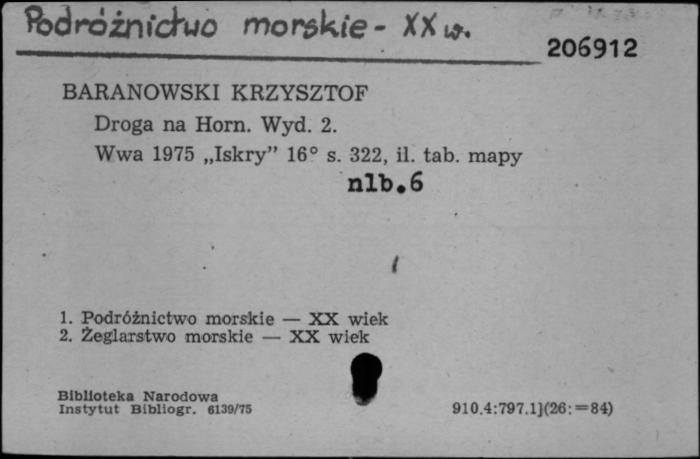 Podróżnictwo morskie - XX w.
206912
BARANOWSKI KRZYSZTOF
Droga na Horn. Wyd. 2.
Wwa 1975 „Iskry” 16° s. 322, il. tab. mapy
nlb.6
1. Podróżnictwo morskie — XX wiek
2. Żeglarstwo morskie — XX wiek
Biblioteka Narodowa
Instytut Bibliogr. 6139/75
910.4:797.1](26:=84)